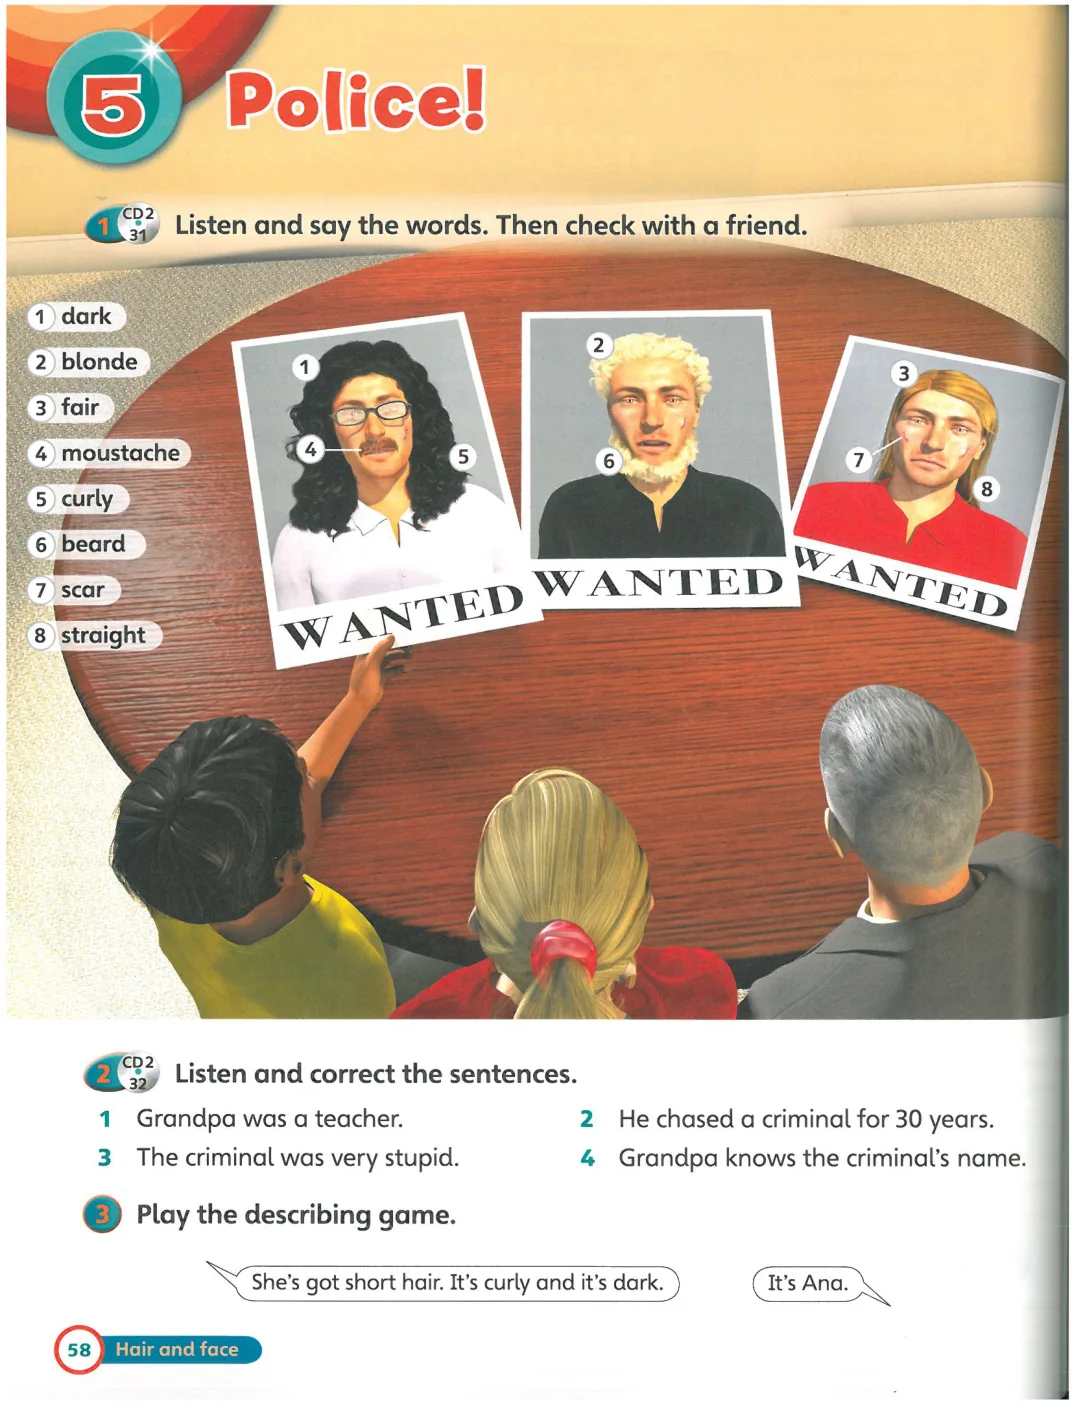 5 Police!
1 CD2 31 Listen and say the words. Then check with a friend.
1 dark
2 blonde
3 fair
4 moustache
5 curly
6 beard
7 scar
8 straight
1
4
5
WANTED
2
6
WANTED
3
7
8
WANTED
2 CD2 32 Listen and correct the sentences.
1 Grandpa was a teacher.
2 He chased a criminal for 30 years.
3 The criminal was very stupid.
4 Grandpa knows the criminal's name.
3 Play the describing game.
She's got short hair. It's curly and it's dark.
It's Ana.
58 Hair and face